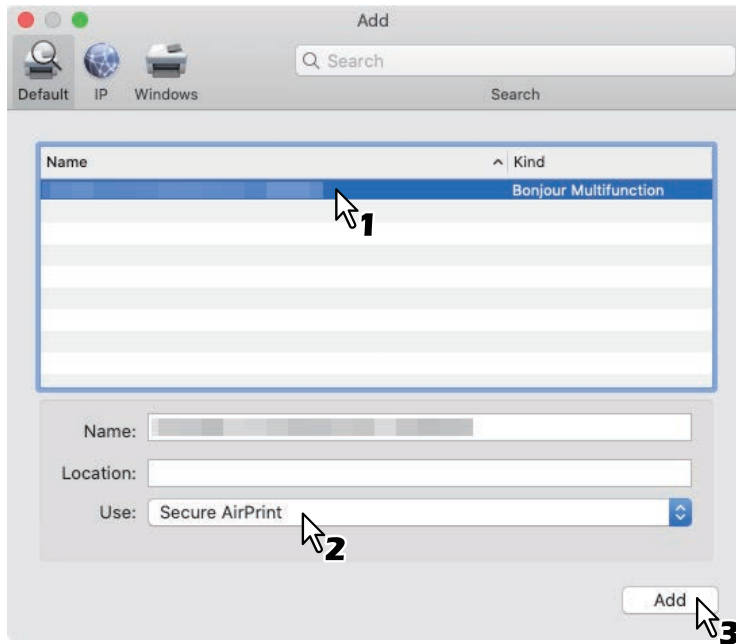 Add
Search
Default IP Windows Search
Name Kind
Bonjour Multifunction
1
Name:
Location:
Use: Secure AirPrint
2
Add
3